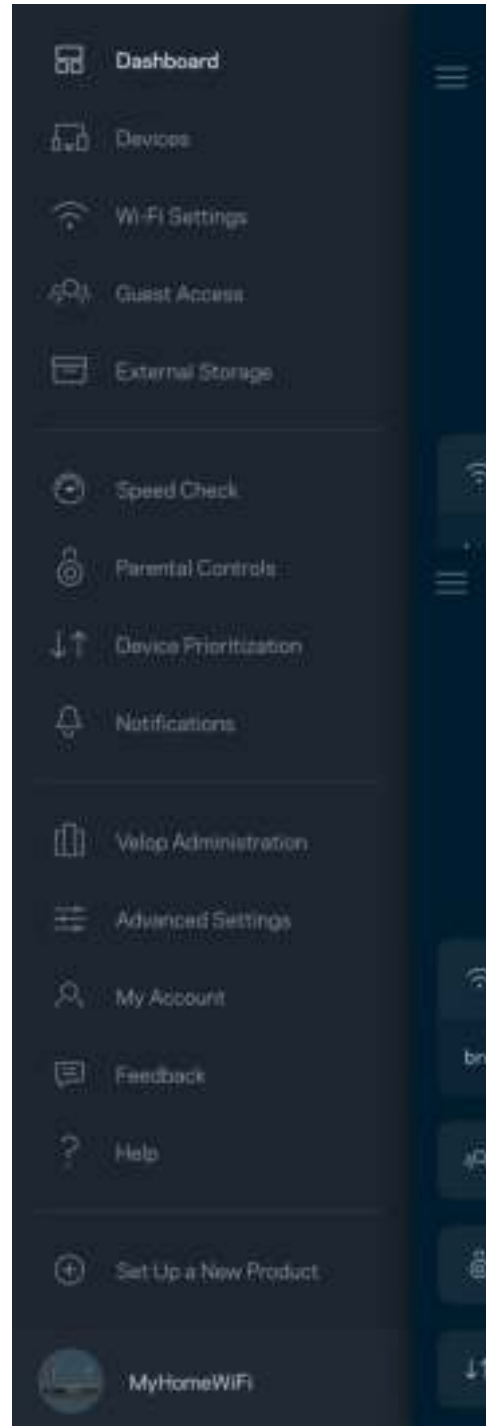 Dashboard
Devices
Wi-Fi Settings
Guest Access
External Storage
Speed Check
Parental Controls
Device Prioritization
Notifications
Velop Administration
Advanced Settings
My Account
Feedback
Help
Set Up a New Product
MyHomeWiFi